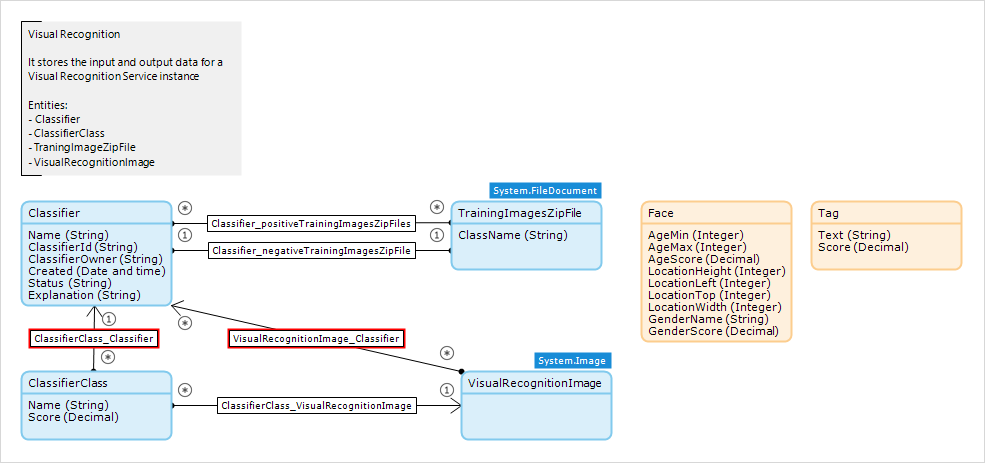 Visual Recognition
It stores the input and output data for a
Visual Recognition Service instance
Entities:
- Classifier
- ClassifierClass
- TraningImageZipFile
- VisualRecognitionImage
System.FileDocument
Classifier
Name (String)
ClassifierId (String)
ClassifierOwner (String)
Created (Date and time)
Status (String)
Explanation (String)
*
Classifier_positiveTrainingImagesZipFiles
*
1
Classifier_negativeTrainingImagesZipFile
1
TrainingImagesZipFile
ClassName (String)
Face
AgeMin (Integer)
AgeMax (Integer)
AgeScore (Decimal)
LocationHeight (Integer)
LocationLeft (Integer)
LocationTop (Integer)
LocationWidth (Integer)
GenderName (String)
GenderScore (Decimal)
Tag
Text (String)
Score (Decimal)
1
ClassifierClass_Classifier
*
*
VisualRecognitionImage_Classifier
*
System.Image
ClassifierClass
Name (String)
Score (Decimal)
*
ClassifierClass_VisualRecognitionImage
1
VisualRecognitionImage